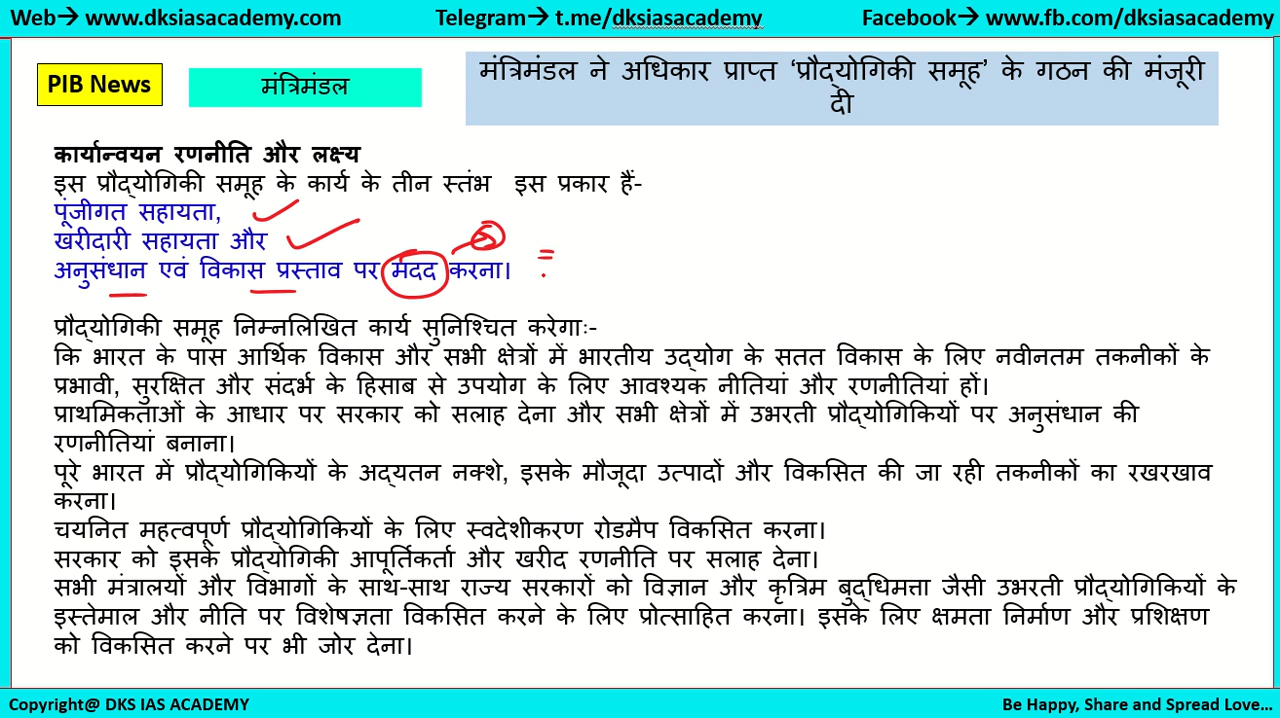 Web→ www.dksiasacademy.com
Telegram→ t.me/dksiasacademy
Facebook→ www.fb.com/dksiasacademy
PIB News
मंत्रिमंडल
मंत्रिमंडल ने अधिकार प्राप्त ‘प्रौद्योगिकी समूह’ के गठन की मंजूरी
दी
कार्यान्वयन रणनीति और लक्ष्य
इस प्रौद्योगिकी समूह के कार्य के तीन स्तंभ इस प्रकार हैं-
पूंजीगत सहायता,
खरीदारी सहायता और
अनुसंधान एवं विकास प्रस्ताव पर मदद करना।
प्रौद्योगिकी समूह निम्नलिखित कार्य सुनिश्चित करेगाः-
कि भारत के पास आर्थिक विकास और सभी क्षेत्रों में भारतीय उद्योग के सतत विकास के लिए नवीनतम तकनीकों के
प्रभावी, सुरक्षित और संदर्भ के हिसाब से उपयोग के लिए आवश्यक नीतियां और रणनीतियां हों।
प्राथमिकताओं के आधार पर सरकार को सलाह देना और सभी क्षेत्रों में उभरती प्रौद्योगिकियों पर अनुसंधान की
रणनीतियां बनाना।
पूरे भारत में प्रौद्योगिकियों के अद्यतन नक्शे, इसके मौजूदा उत्पादों और विकसित की जा रही तकनीकों का रखरखाव
करना।
चयनित महत्वपूर्ण प्रौद्योगिकियों के लिए स्वदेशीकरण रोडमैप विकसित करना।
सरकार को इसके प्रौद्योगिकी आपूर्तिकर्ता और खरीद रणनीति पर सलाह देना।
सभी मंत्रालयों और विभागों के साथ-साथ राज्य सरकारों को विज्ञान और कृत्रिम बुद्धिमत्ता जैसी उभरती प्रौद्योगिकियों के
इस्तेमाल और नीति पर विशेषज्ञता विकसित करने के लिए प्रोत्साहित करना। इसके लिए क्षमता निर्माण और प्रशिक्षण
को विकसित करने पर भी जोर देना।
Copyright@ DKS IAS ACADEMY
Be Happy, Share and Spread Love…